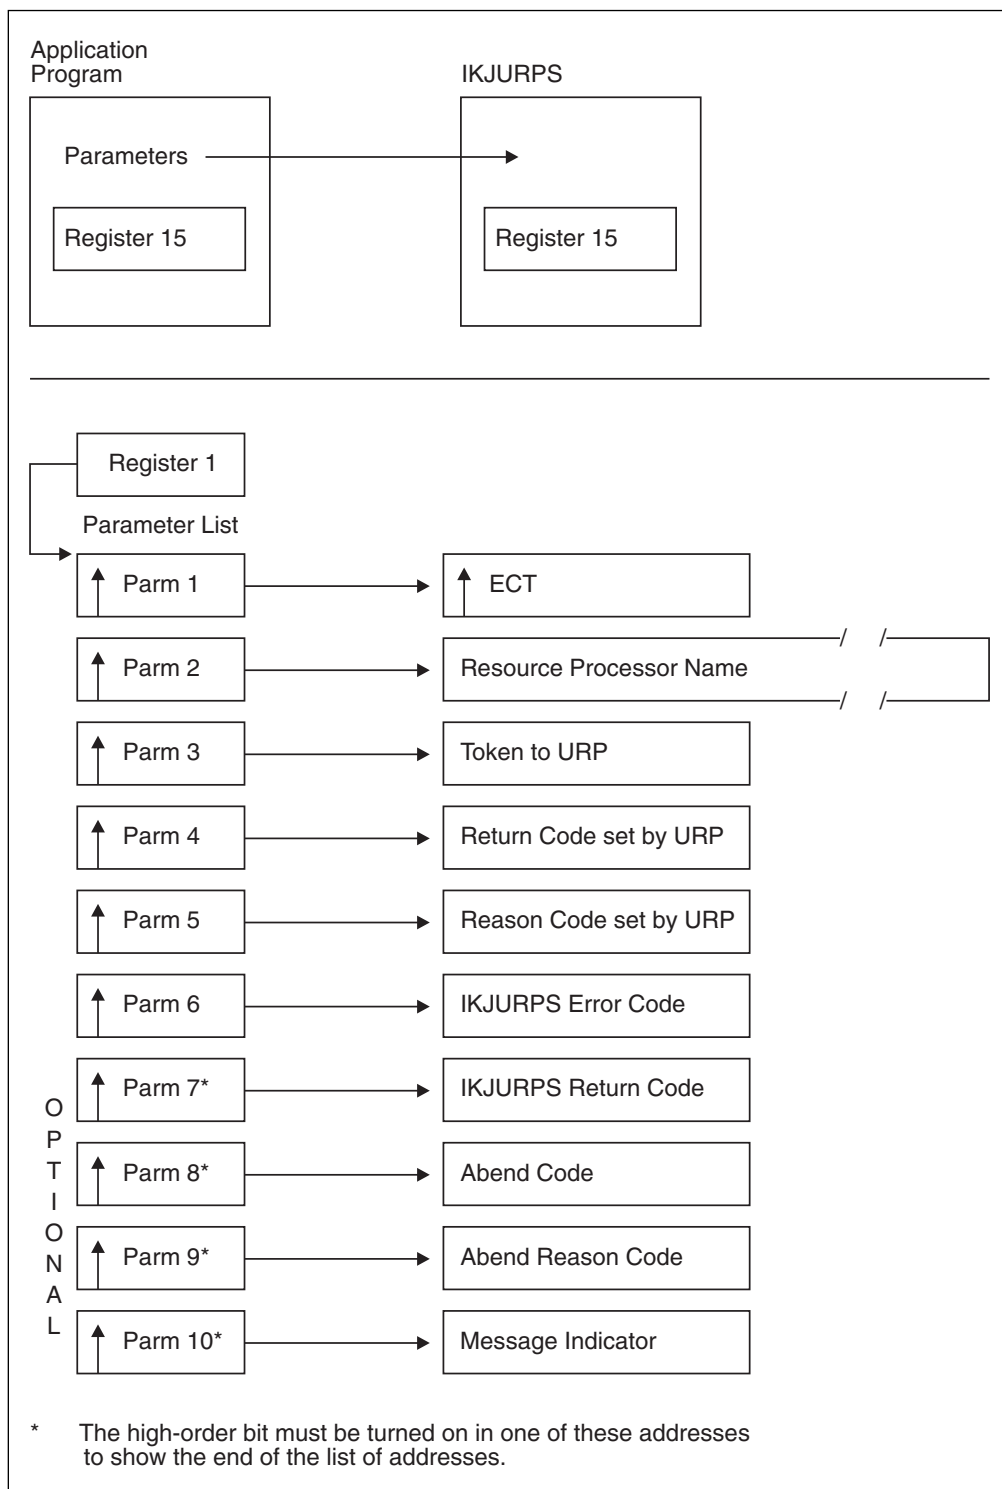 Application
Program
IKJURPS
Parameters
Register 15
Register 15
Register 1
Parameter List
Parm 1
ECT
Parm 2
Resource Processor Name
Parm 3
Token to URP
Parm 4
Return Code set by URP
Parm 5
Reason Code set by URP
Parm 6
IKJURPS Error Code
OPTIONAL
Parm 7*
IKJURPS Return Code
Parm 8*
Abend Code
Parm 9*
Abend Reason Code
Parm 10*
Message Indicator
* The high-order bit must be turned on in one of these addresses
to show the end of the list of addresses.